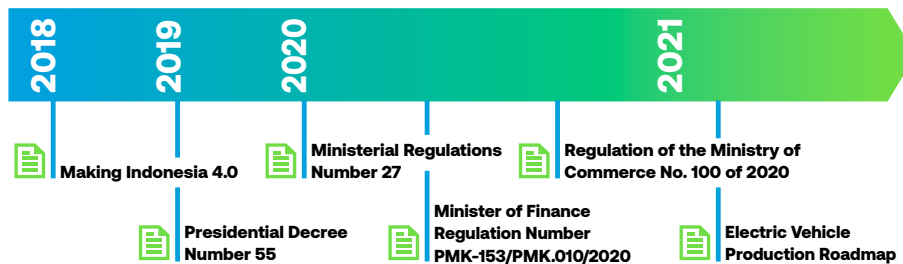 2018
2019
2020
2021
Making Indonesia 4.0
Presidential Decree
Number 55
Ministerial Regulations
Number 27
Minister of Finance
Regulation Number
PMK-153/PMK.010/2020
Regulation of the Ministry of
Commerce No. 100 of 2020
Electric Vehicle
Production Roadmap